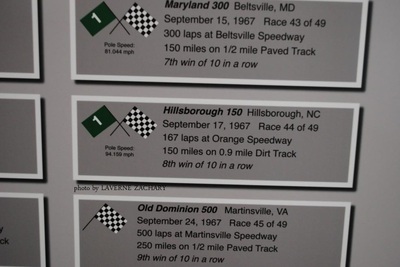 Maryland 300 Beltsville, MD
1
September 15, 1967 Race 43 of 49
300 laps at Beltsville Speedway
Pole Speed:
81.044 mph
150 miles on 1/2 mile Paved Track
7th win of 10 in a row
Hillsborough 150 Hillsborough, NC
1
September 17, 1967 Race 44 of 49
167 laps at Orange Speedway
Pole Speed:
94.159 mph
150 miles on 0.9 mile Dirt Track
8th win of 10 in a row
photo by LAVERNE ZACHARY
Old Dominion 500 Martinsville, VA
September 24, 1967 Race 45 of 49
500 laps at Martinsville Speedway
250 miles on 1/2 mile Paved Track
9th win of 10 in a row